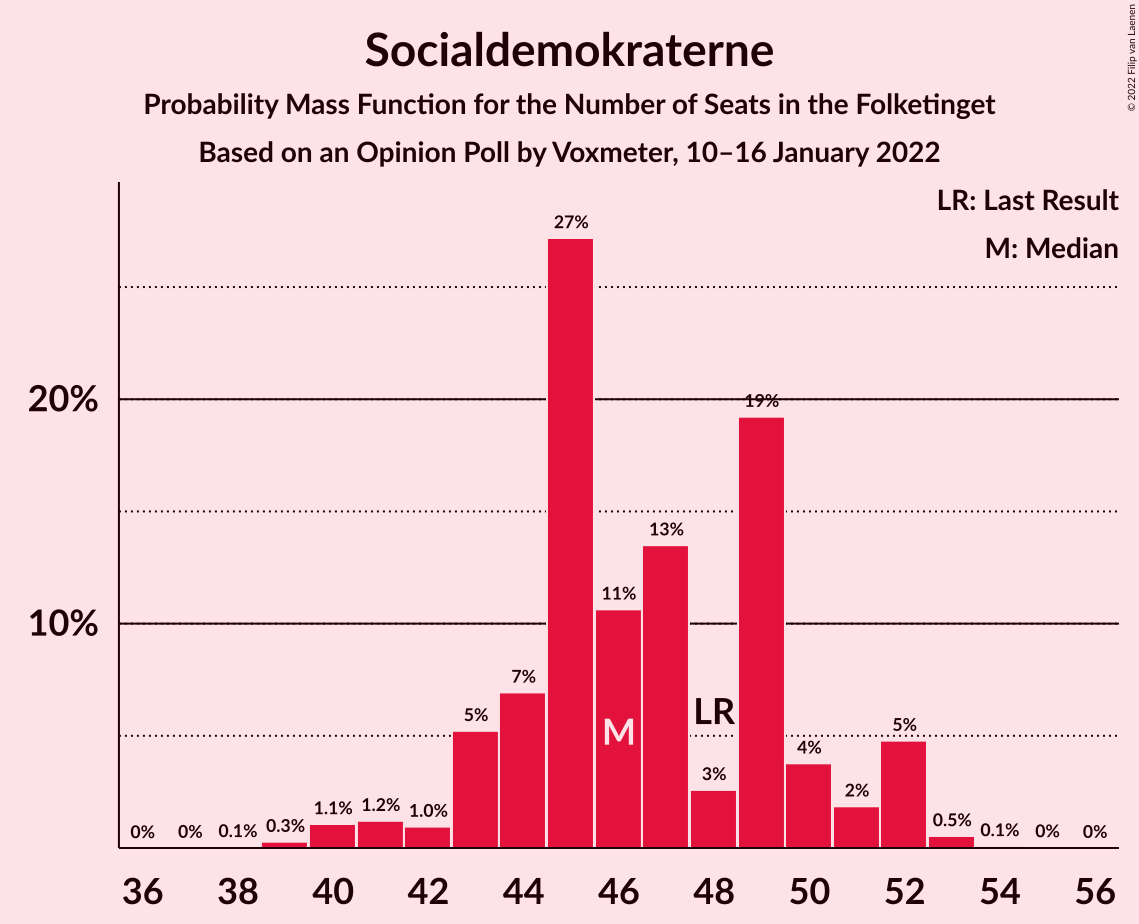 Socialdemokraterne
Probability Mass Function for the Number of Seats in the Folketinget
Based on an Opinion Poll by Voxmeter, 10–16 January 2022
© 2022 Filip van Laenen
LR: Last Result
M: Median
20%
10%
0%
0%
0.1%
0.3%
1.1%
1.2%
1.0%
5%
7%
27%
11%
13%
3%
19%
4%
2%
5%
0.5%
0.1%
0%
0%
M
LR
36 38 40 42 44 46 48 50 52 54 56